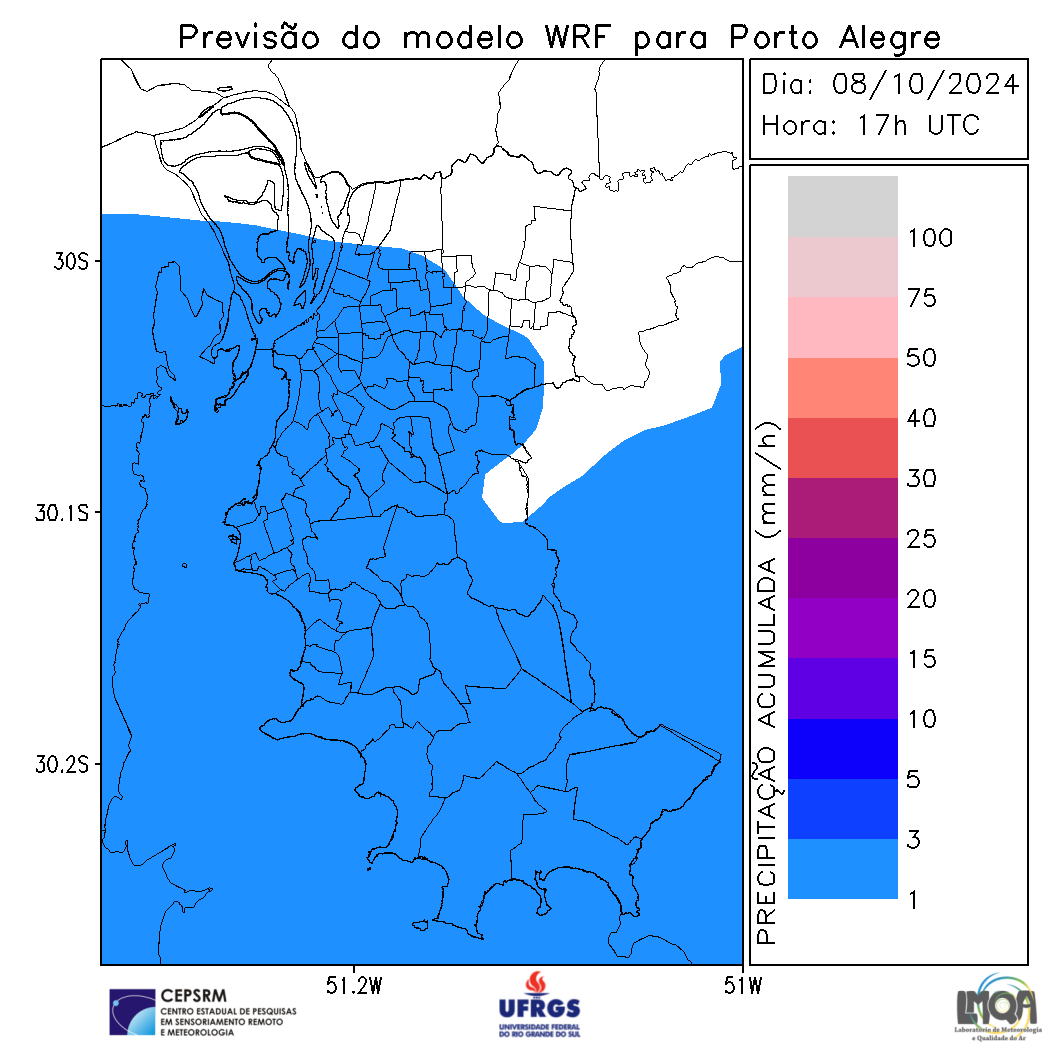 Previsão do modelo WRF para Porto Alegre
Dia: 08/10/2024
Hora: 17h UTC
100
75
50
40
30
25
20
15
10
5
3
1
PRECIPITAÇÃO ACUMULADA (mm/h)
30S
30.1S
30.2S
51.2W
51W
CEPSRM
CENTRO ESTADUAL DE PESQUISAS
EM SENSORIAMENTO REMOTO
E METEOROLOGIA
UFRGS
UNIVERSIDADE FEDERAL
DO RIO GRANDE DO SUL
LMQA
Laboratório de Meteorologia
e Qualidade do Ar